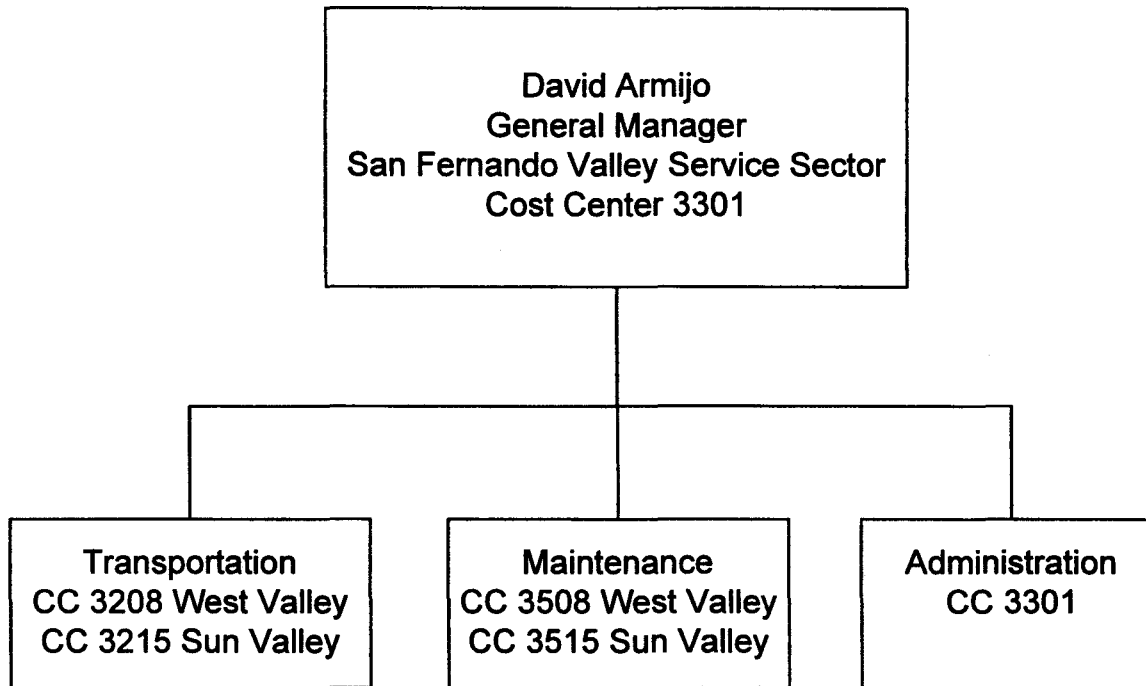 David Armijo
General Manager
San Fernando Valley Service Sector
Cost Center 3301
Transportation
CC 3208 West Valley
CC 3215 Sun Valley
Maintenance
CC 3508 West Valley
CC 3515 Sun Valley
Administration
CC 3301